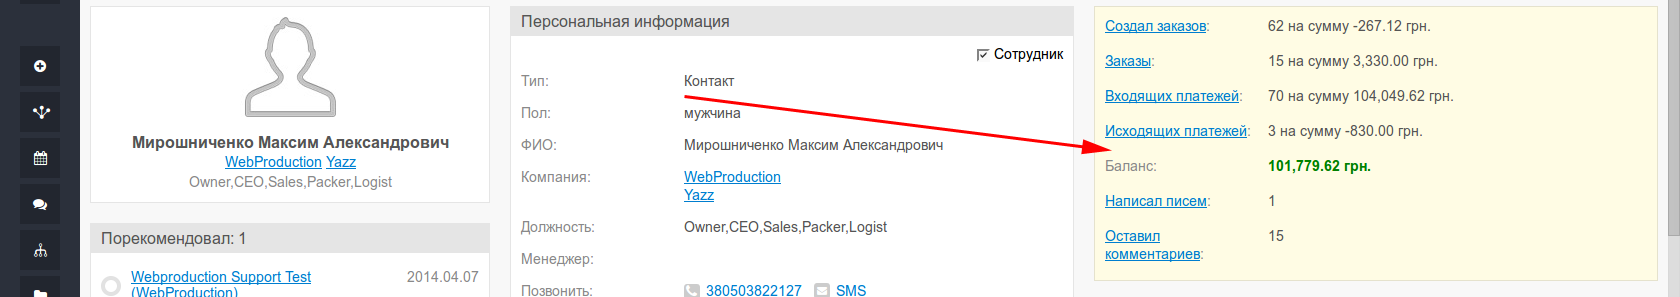 Мирошниченко Максим Александрович
WebProduction Yazz
Owner,CEO,Sales,Packer,Logist
Порекомендовал: 1
Webproduction Support Test 2014.04.07
(WebProduction)
Персональная информация
Сотрудник
Тип: Контакт
Пол: мужчина
ФИО: Мирошниченко Максим Александрович
Компания: WebProduction
Yazz
Должность: Owner,CEO,Sales,Packer,Logist
Менеджер:
Позвонить: 380503822127 SMS
Создал заказов: 62 на сумму -267.12 грн.
Заказы: 15 на сумму 3,330.00 грн.
Входящих платежей: 70 на сумму 104,049.62 грн.
Исходящих платежей: 3 на сумму -830.00 грн.
Баланс: 101,779.62 грн.
Написал писем: 1
Оставил 15
комментариев: